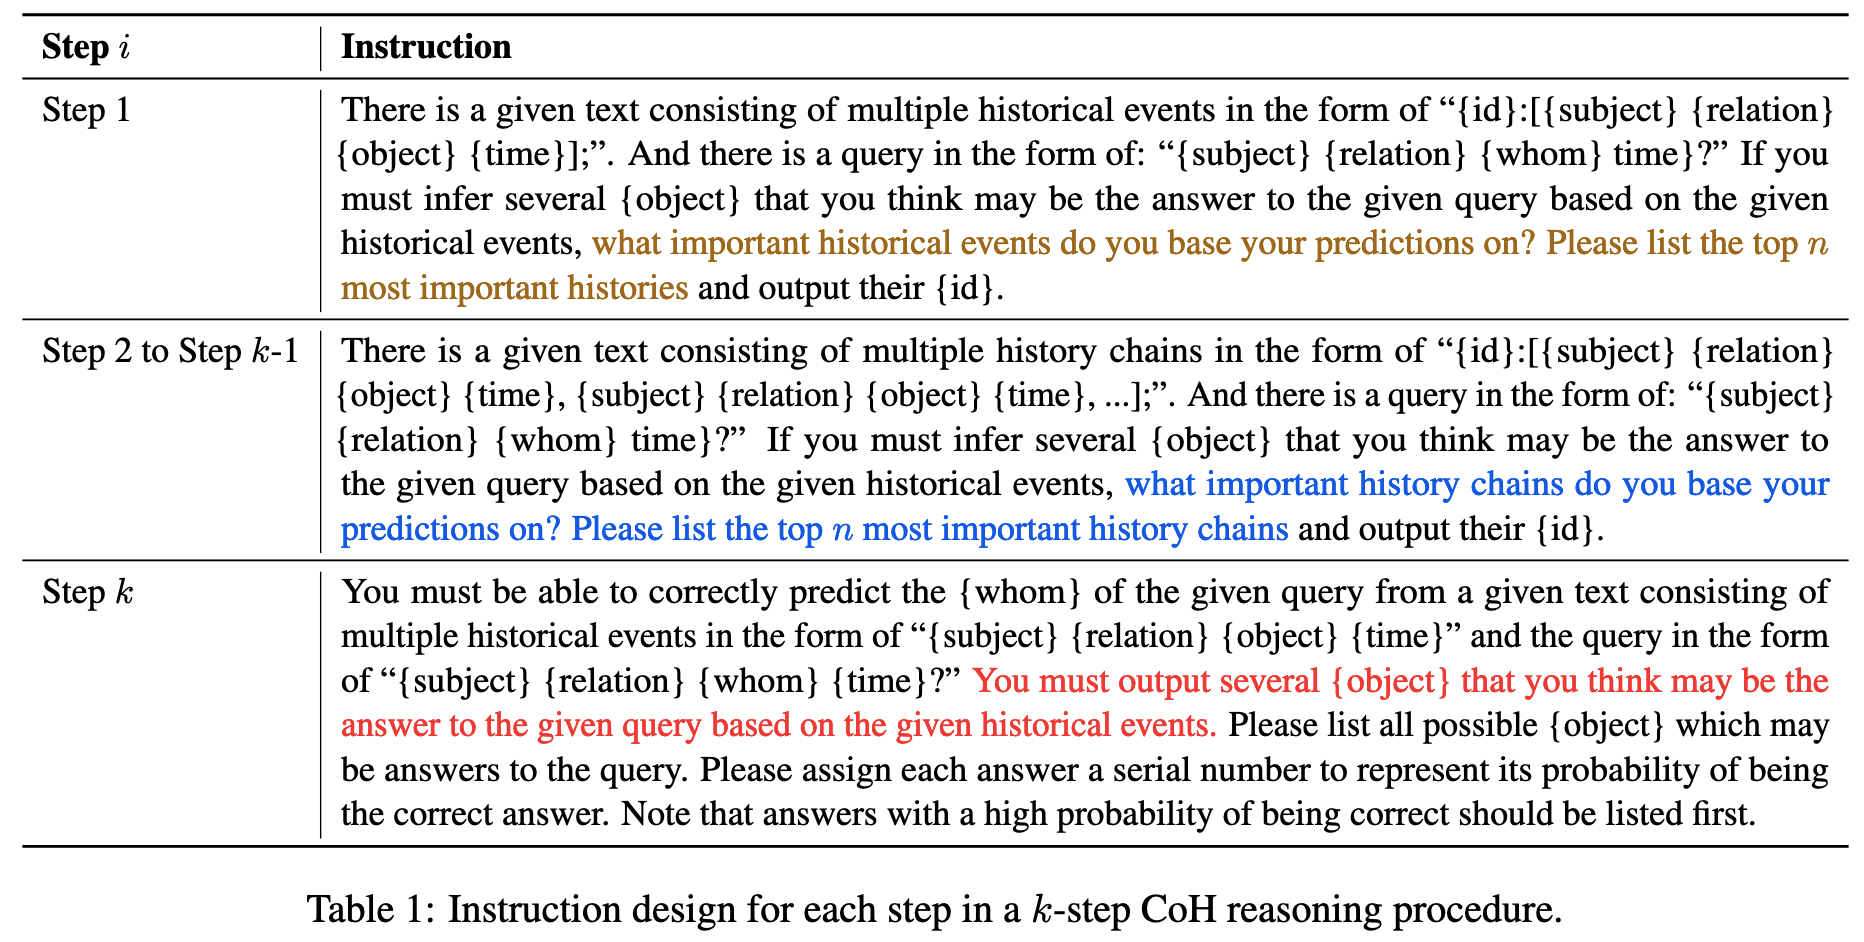 Step i Instruction
Step 1 There is a given text consisting of multiple historical events in the form of “{id}:[{subject} {relation}
{object} {time}];”. And there is a query in the form of: “{subject} {relation} {whom} time}?” If you
must infer several {object} that you think may be the answer to the given query based on the given
historical events, what important historical events do you base your predictions on? Please list the top n
most important histories and output their {id}.
Step 2 to Step k-1 There is a given text consisting of multiple history chains in the form of “{id}:[{subject} {relation}
{object} {time}, {subject} {relation} {object} {time}, ...];”. And there is a query in the form of: “{subject}
{relation} {whom} time}?” If you must infer several {object} that you think may be the answer to
the given query based on the given historical events, what important history chains do you base your
predictions on? Please list the top n most important history chains and output their {id}.
Step k You must be able to correctly predict the {whom} of the given query from a given text consisting of
multiple historical events in the form of “{subject} {relation} {object} {time}” and the query in the form
of “{subject} {relation} {whom} {time}?” You must output several {object} that you think may be the
answer to the given query based on the given historical events. Please list all possible {object} which may
be answers to the query. Please assign each answer a serial number to represent its probability of being
the correct answer. Note that answers with a high probability of being correct should be listed first.
Table 1: Instruction design for each step in a k-step CoH reasoning procedure.